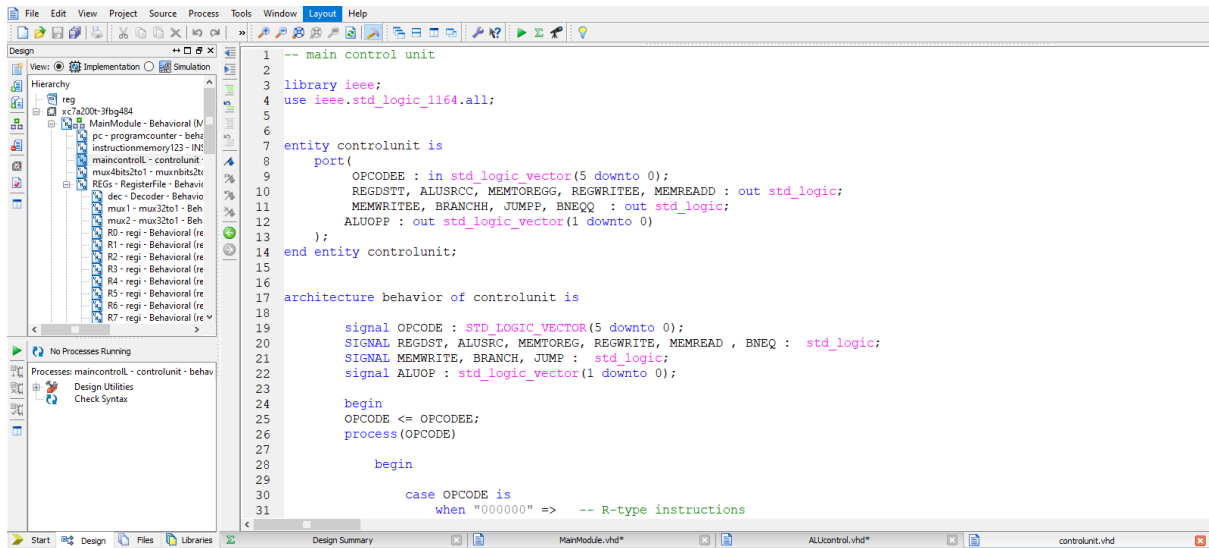 File Edit View Project Source Process Tools Window Layout Help
Design
View: Implementation Simulation
Hierarchy
reg
xc7a200t-3fbg484
MainModule - Behavioral (M
pc - programcounter - beha
instructionmemory123 - INS
maincontrolL - controlunit -
mux4bits2to1 - muxnbits2to
REGs - RegisterFile - Behavio
dec - Decoder - Behavio
mux1 - mux32to1 - Beh
mux2 - mux32to1 - Beh
R0 - regi - Behavioral (re
R1 - regi - Behavioral (re
R2 - regi - Behavioral (re
R3 - regi - Behavioral (re
R4 - regi - Behavioral (re
R5 - regi - Behavioral (re
R6 - regi - Behavioral (re
R7 - regi - Behavioral (re
No Processes Running
Processes: maincontrolL - controlunit - behav
Design Utilities
Check Syntax
1 -- main control unit
2
3 library ieee;
4 use ieee.std_logic_1164.all;
5
6
7 entity controlunit is
8 port(
9 OPCODEE : in std_logic_vector(5 downto 0);
10 REGDSTT, ALUSRCC, MEMTOREGG, REGWRITEE, MEMREADD : out std_logic;
11 MEMWRITEE, BRANCHH, JUMPP, BNEQQ : out std_logic;
12 ALUOPP : out std_logic_vector(1 downto 0)
13 );
14 end entity controlunit;
15
16
17 architecture behavior of controlunit is
18
19 signal OPCODE : STD_LOGIC_VECTOR(5 downto 0);
20 SIGNAL REGDST, ALUSRC, MEMTOREG, REGWRITE, MEMREAD , BNEQ : std_logic;
21 SIGNAL MEMWRITE, BRANCH, JUMP : std_logic;
22 signal ALUOP : std_logic_vector(1 downto 0);
23
24 begin
25 OPCODE <= OPCODEE;
26 process(OPCODE)
27
28 begin
29
30 case OPCODE is
31 when "000000" => -- R-type instructions
Start Design Files Libraries Design Summary MainModule.vhd* ALUcontrol.vhd* controlunit.vhd